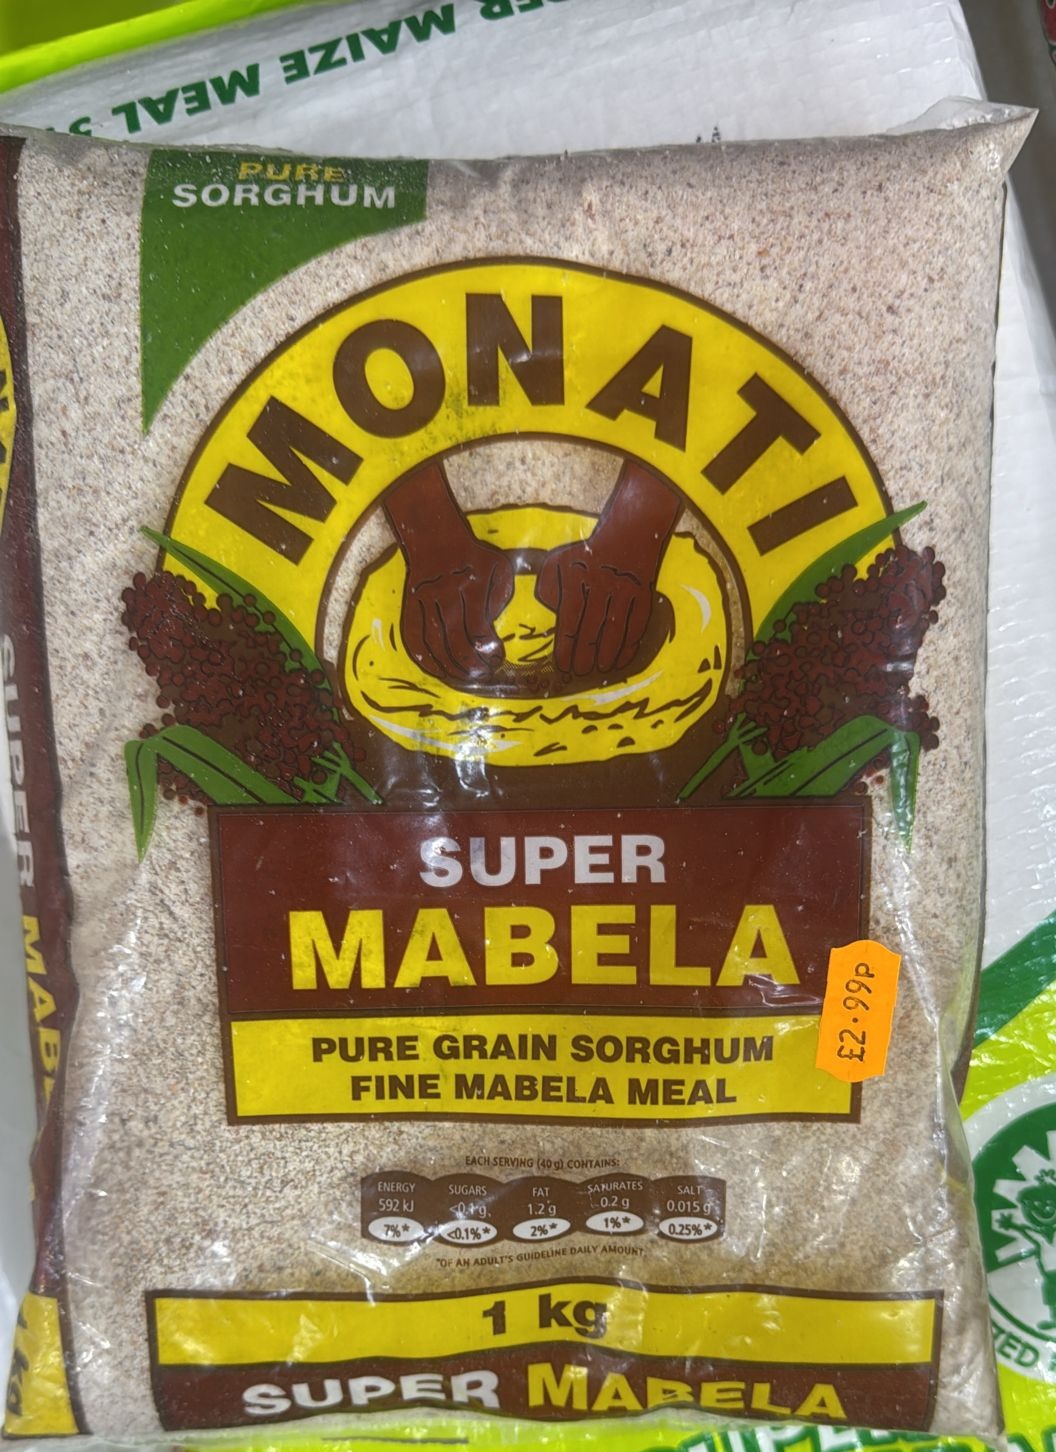 MAIZE MEAL
PURE
SORGHUM
MONATI
SUPER
MABELA
£2.99p
PURE GRAIN SORGHUM
FINE MABELA MEAL
EACH SERVING (40 g) CONTAINS:
ENERGY SUGARS FAT SATURATES SALT
592 kJ <0.1 g 1.2 g 0.2 g 0.015 g
7%* <0.1%* 2%* 1%* 0.25%*
*OF AN ADULT'S GUIDELINE DAILY AMOUNT
1 kg
SUPER MABELA
SUPER MABELA